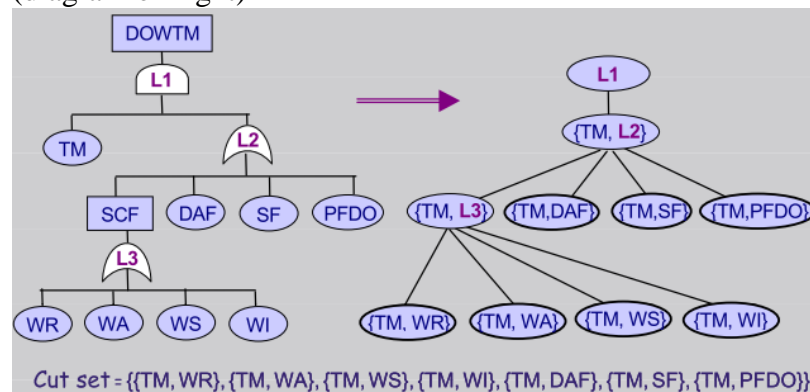 DOWTM
L1
TM
L2
SCF
DAF
SF
PFDO
L3
WR
WA
WS
WI
L1
{TM, L2}
{TM, L3}
{TM,DAF}
{TM,SF}
{TM,PFDO}
{TM, WR}
{TM, WA}
{TM, WS}
{TM, WI}
Cut set = {{TM, WR}, {TM, WA}, {TM, WS}, {TM, WI}, {TM, DAF}, {TM, SF}, {TM, PFDO}}